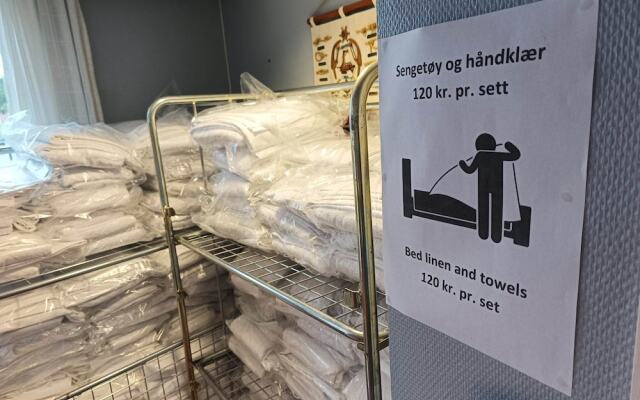 Sengetøy og håndklær
120 kr. pr. sett
Bed linen and towels
120 kr. pr. set